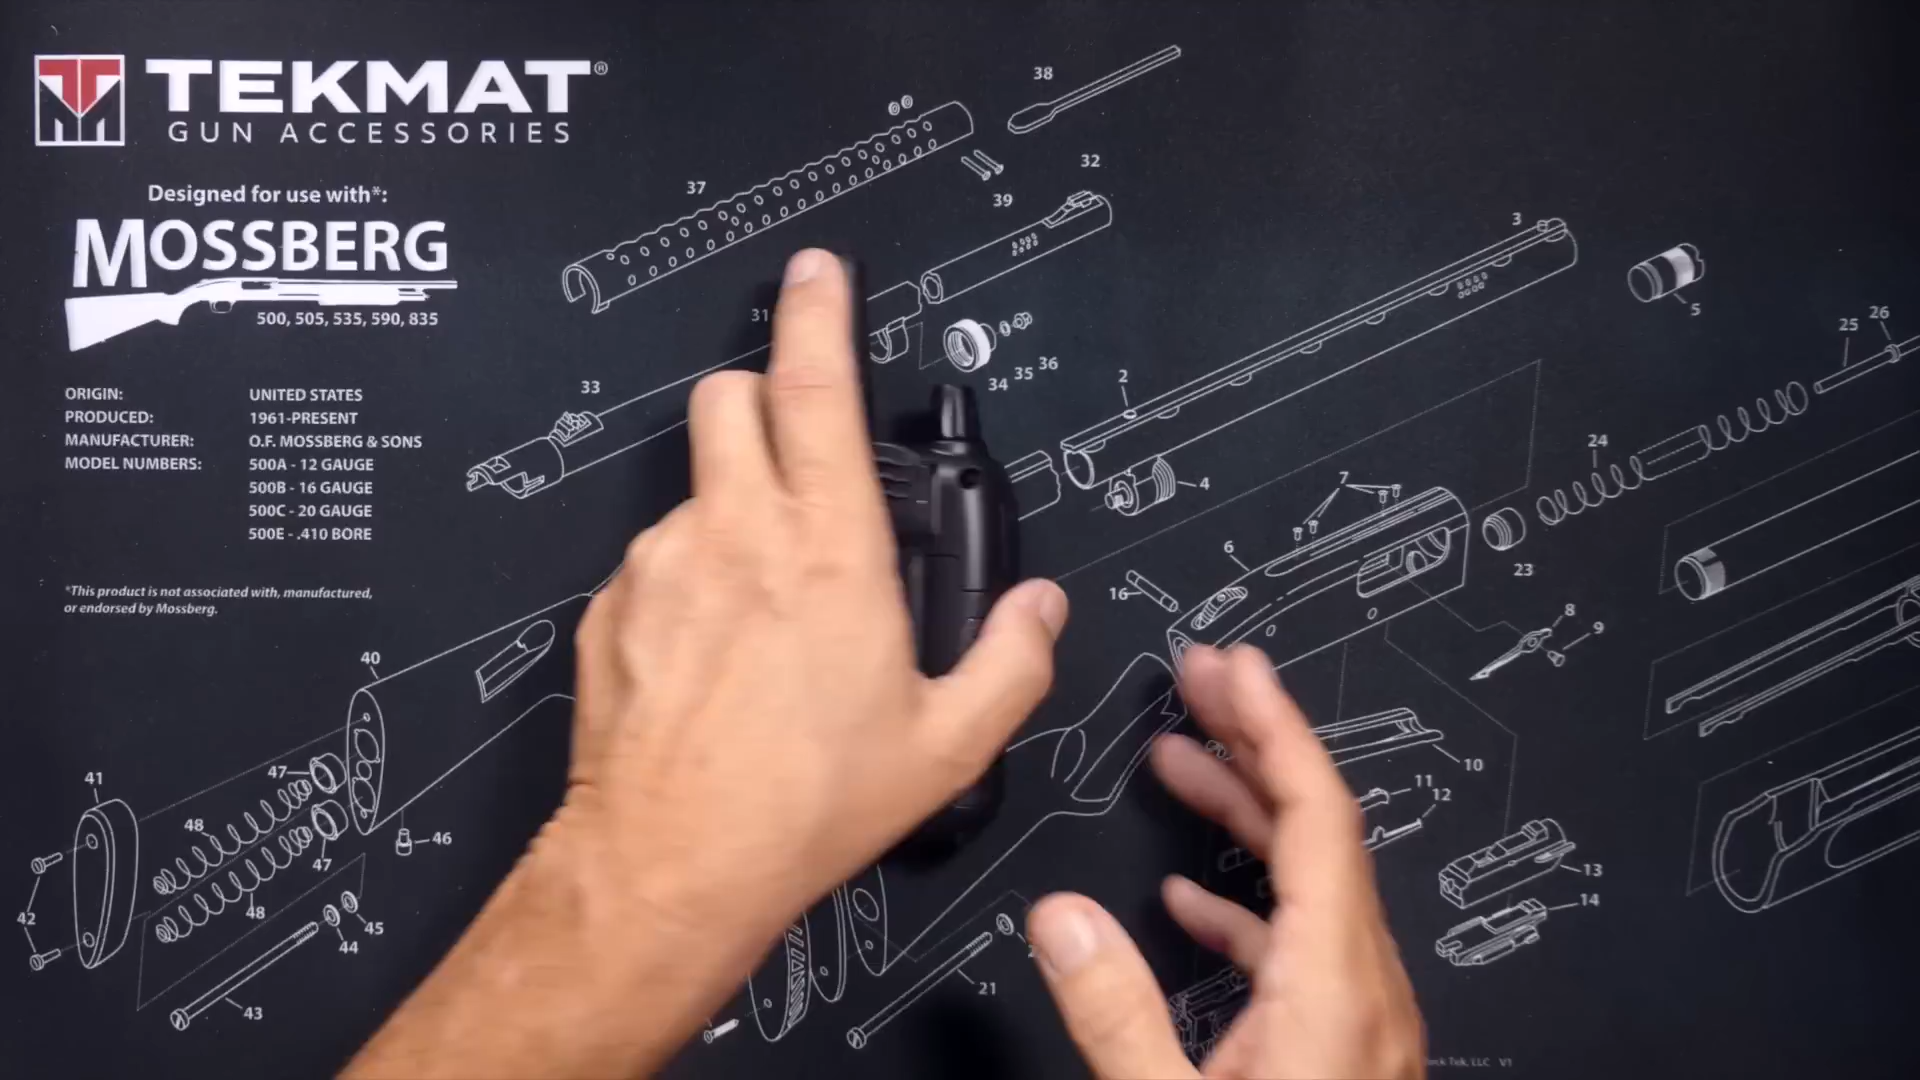 TEKMAT®
GUN ACCESSORIES
Designed for use with*:
MOSSBERG
500, 505, 535, 590, 835
ORIGIN: UNITED STATES
PRODUCED: 1961-PRESENT
MANUFACTURER: O.F. MOSSBERG & SONS
MODEL NUMBERS: 500A - 12 GAUGE
500B - 16 GAUGE
500C - 20 GAUGE
500E - .410 BORE
*This product is not associated with, manufactured,
or endorsed by Mossberg.
38
37
32
39
3
5
31
26
25
33
34 35 36
2
24
4
7
6
23
16
8
9
40
10
41
47
11
12
48
46
47
13
42
48
14
45
44
21
43
Tek, LLC V1